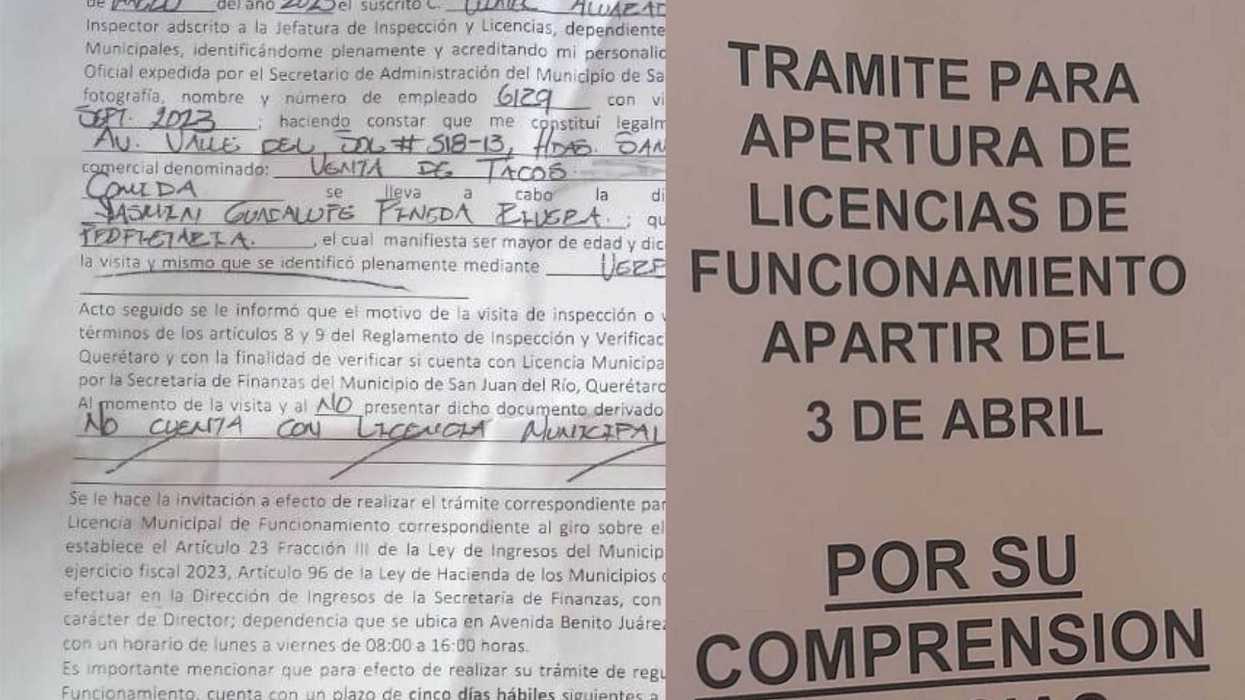 del año 2023 el suscrito C.
Inspector adscrito a la Jefatura de Inspección y Licencias, dependiente
Municipales, identificándome plenamente y acreditando mi personalid
Oficial expedida por el Secretario de Administración del Municipio de Sa
fotografía, nombre y número de empleado 6129 con vi
SEPT. 2023 ; haciendo constar que me constituí legalm
AV. VALLE DEL SOL # 518-13, HDAS. SAN
comercial denominado: VENTA DE TACOS
COMIDA se lleva a cabo la di
YASMIN GUADALUPE PINEDA RIVERA. ; qu
, el cual manifiesta ser mayor de edad y dic
la visita y mismo que se identificó plenamente mediante
Acto seguido se le informó que el motivo de la visita de inspección o v
términos de los artículos 8 y 9 del Reglamento de Inspección y Verificac
Querétaro y con la finalidad de verificar si cuenta con Licencia Municipa
por la Secretaría de Finanzas del Municipio de San Juan del Río, Querétaro
Al momento de la visita y al NO presentar dicho documento derivado
NO CUENTA CON LICENCIA MUNICIPAL
Se le hace la invitación a efecto de realizar el trámite correspondiente par
Licencia Municipal de Funcionamiento correspondiente al giro sobre el
establece el Artículo 23 Fracción III de la Ley de Ingresos del Municip
ejercicio fiscal 2023, Artículo 96 de la Ley de Hacienda de los Municipios
efectuar en la Dirección de Ingresos de la Secretaría de Finanzas, con
carácter de Director; dependencia que se ubica en Avenida Benito Juárez
con un horario de lunes a viernes de 08:00 a 16:00 horas.
Es importante mencionar que para efecto de realizar su trámite de regu
Funcionamiento, cuenta con un plazo de cinco días hábiles siguientes a
TRAMITE PARA
APERTURA DE
LICENCIAS DE
FUNCIONAMIENTO
APARTIR DEL
3 DE ABRIL
POR SU
COMPRENSION